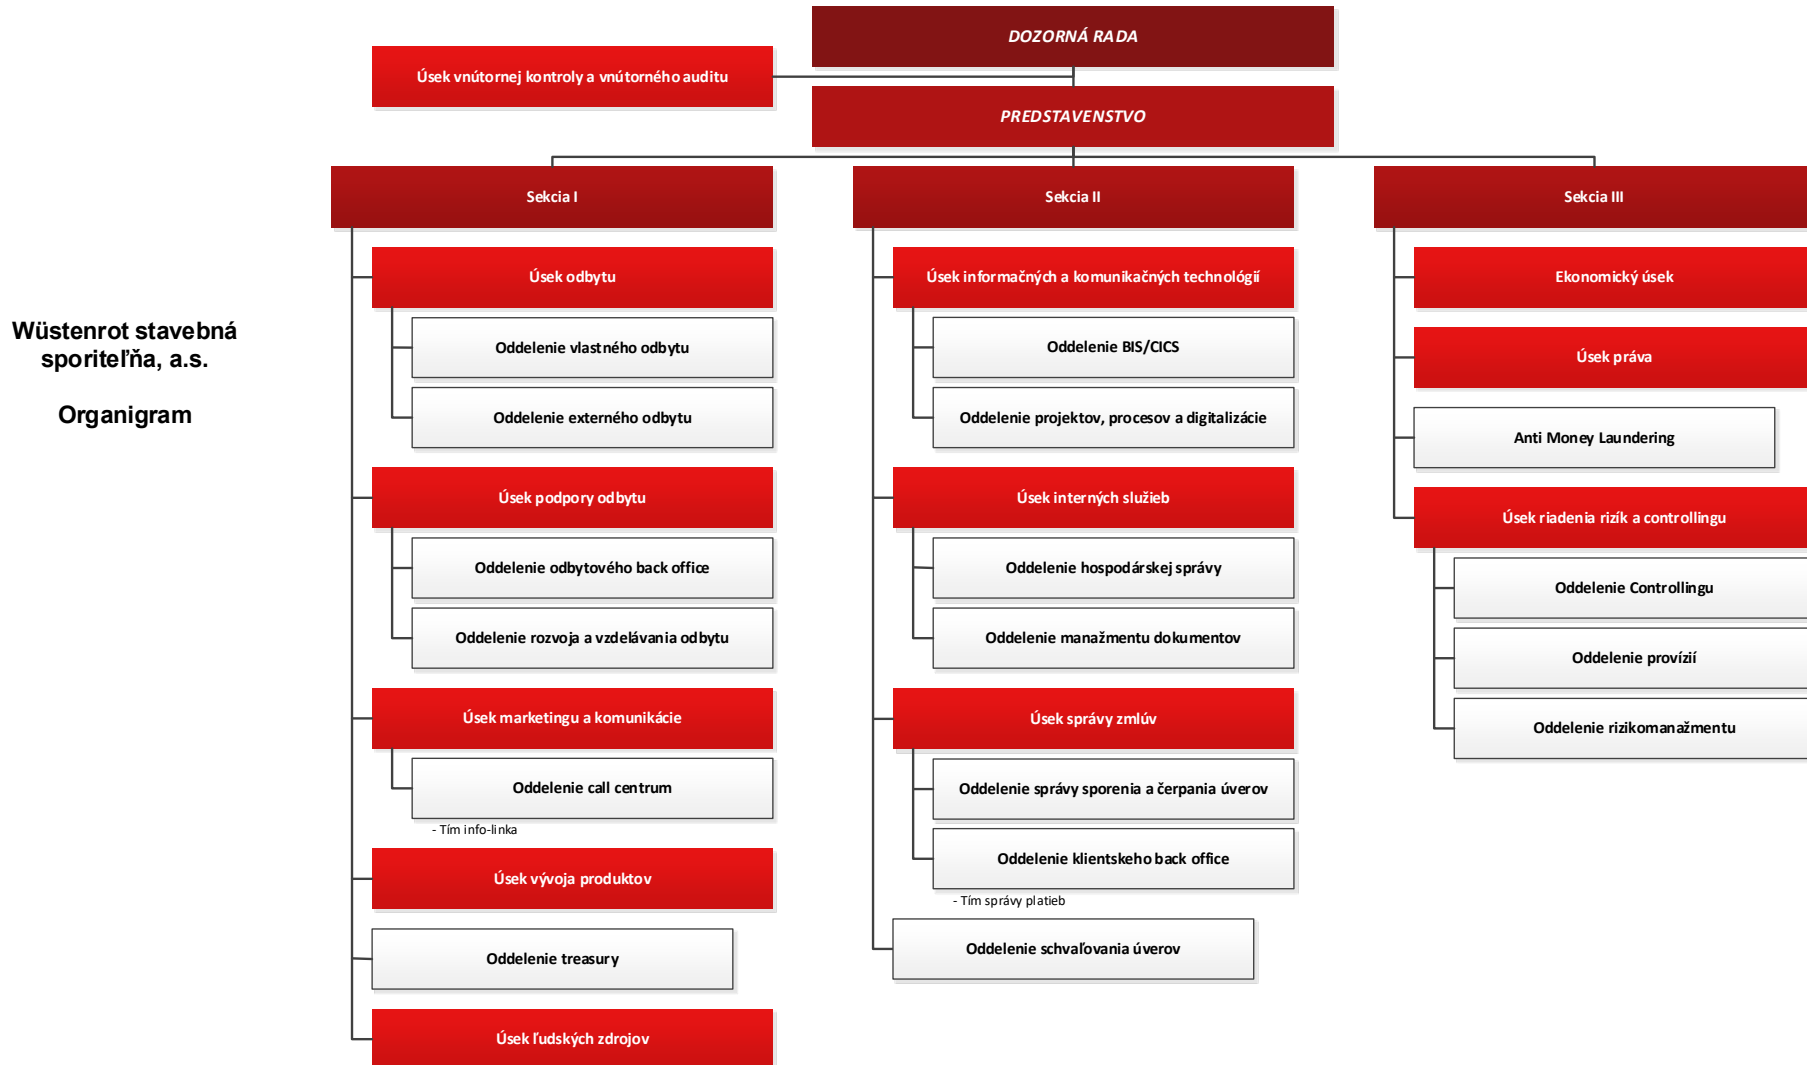 DOZORNÁ RADA
Úsek vnútornej kontroly a vnútorného auditu
PREDSTAVENSTVO
Wüstenrot stavebná
sporiteľňa, a.s.
Organigram
Sekcia I
Úsek odbytu
Oddelenie vlastného odbytu
Oddelenie externého odbytu
Úsek podpory odbytu
Oddelenie odbytového back office
Oddelenie rozvoja a vzdelávania odbytu
Úsek marketingu a komunikácie
Oddelenie call centrum
- Tím info-linka
Úsek vývoja produktov
Oddelenie treasury
Úsek ľudských zdrojov
Sekcia II
Úsek informačných a komunikačných technológií
Oddelenie BIS/CICS
Oddelenie projektov, procesov a digitalizácie
Úsek interných služieb
Oddelenie hospodárskej správy
Oddelenie manažmentu dokumentov
Úsek správy zmlúv
Oddelenie správy sporenia a čerpania úverov
Oddelenie klientskeho back office
- Tím správy platieb
Oddelenie schvaľovania úverov
Sekcia III
Ekonomický úsek
Úsek práva
Anti Money Laundering
Úsek riadenia rizík a controllingu
Oddelenie Controllingu
Oddelenie provízií
Oddelenie rizikomanažmentu